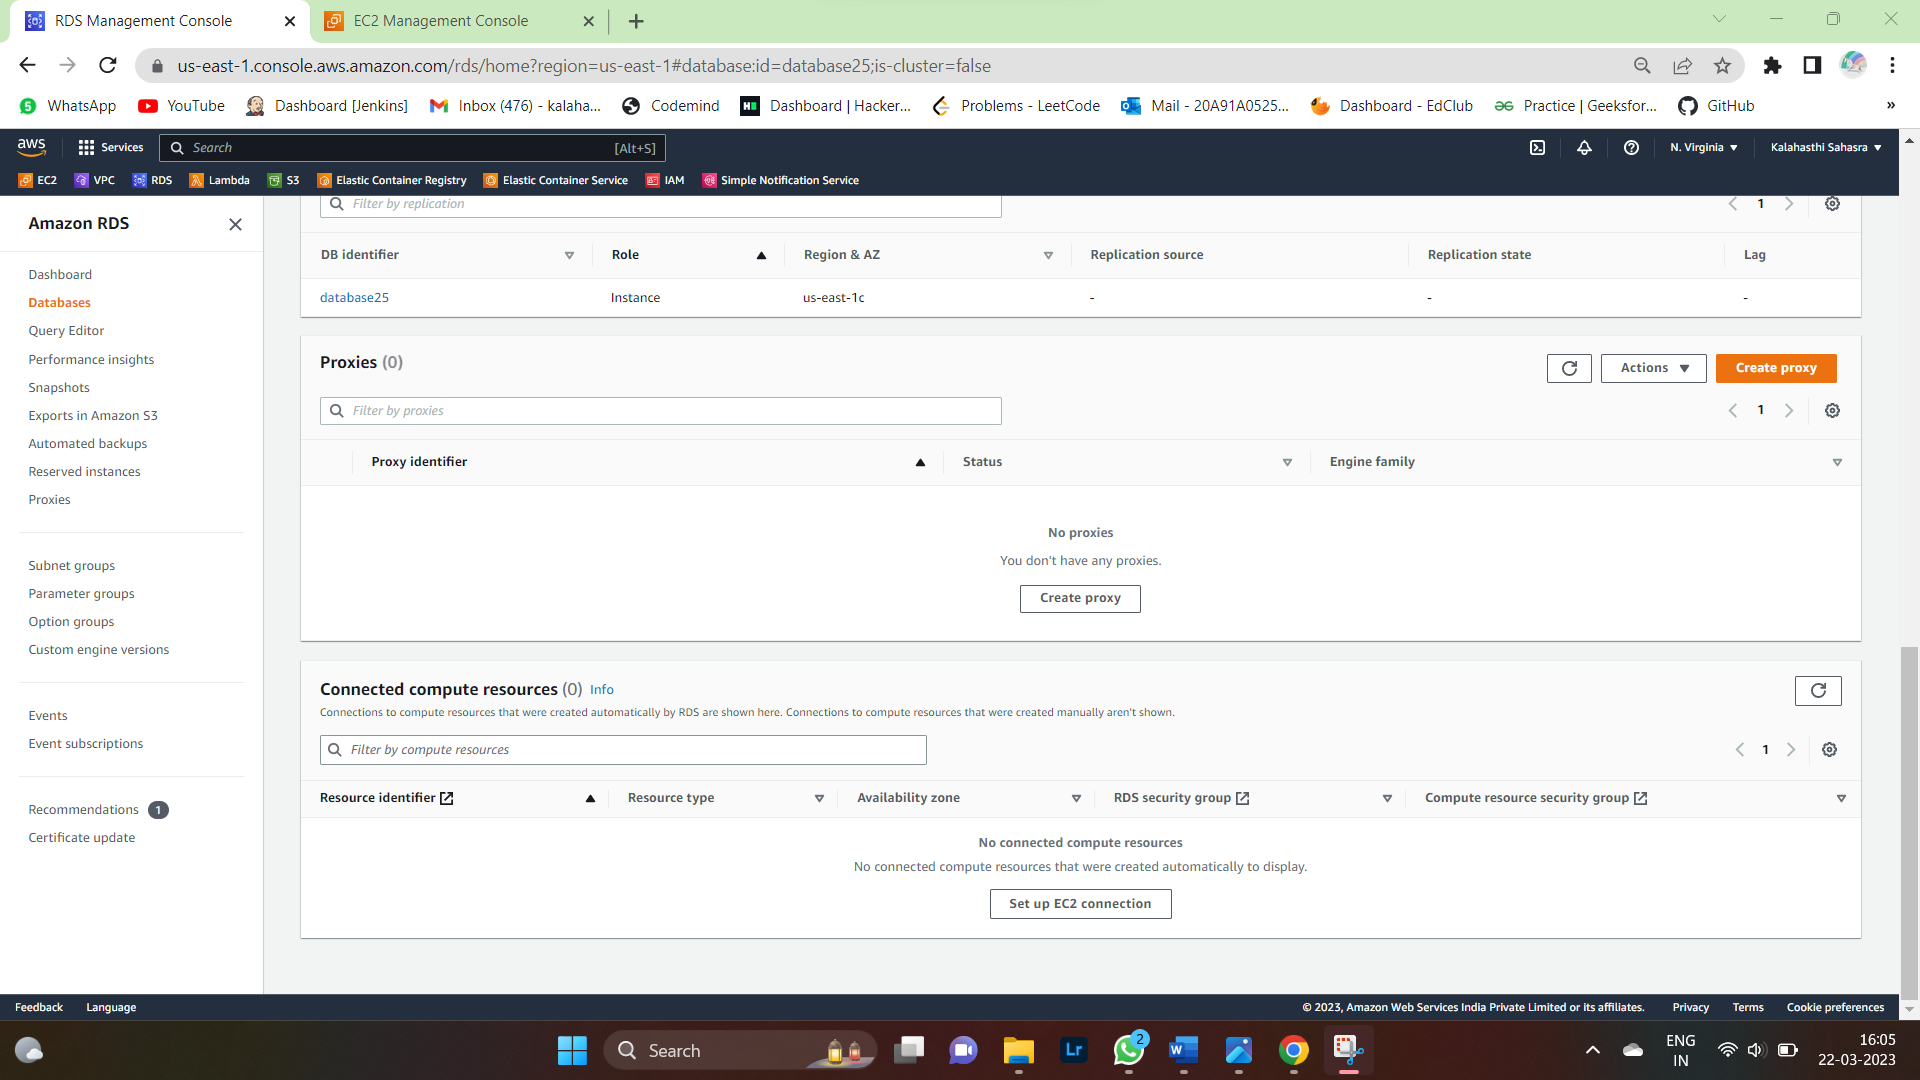 RDS Management Console
EC2 Management Console
us-east-1.console.aws.amazon.com/rds/home?region=us-east-1#database:id=database25;is-cluster=false
WhatsApp YouTube Dashboard [Jenkins] Inbox (476) - kalaha... Codemind Dashboard | Hacker... Problems - LeetCode Mail - 20A91A0525... Dashboard - EdClub Practice | Geeksfor... GitHub »
aws Services Search [Alt+S] N. Virginia Kalahasthi Sahasra
EC2 VPC RDS Lambda S3 Elastic Container Registry Elastic Container Service IAM Simple Notification Service
Amazon RDS
Dashboard
Databases
Query Editor
Performance insights
Snapshots
Exports in Amazon S3
Automated backups
Reserved instances
Proxies
Subnet groups
Parameter groups
Option groups
Custom engine versions
Events
Event subscriptions
Recommendations 1
Certificate update
Filter by replication 1
DB identifier Role Region & AZ Replication source Replication state Lag
database25 Instance us-east-1c - - -
Proxies (0) Actions Create proxy
Filter by proxies 1
Proxy identifier Status Engine family
No proxies
You don't have any proxies.
Create proxy
Connected compute resources (0) Info
Connections to compute resources that were created automatically by RDS are shown here. Connections to compute resources that were created manually aren't shown.
Filter by compute resources 1
Resource identifier Resource type Availability zone RDS security group Compute resource security group
No connected compute resources
No connected compute resources that were created automatically to display.
Set up EC2 connection
Feedback Language © 2023, Amazon Web Services India Private Limited or its affiliates. Privacy Terms Cookie preferences
Search Lr 2 W ENG 16:05
IN 22-03-2023